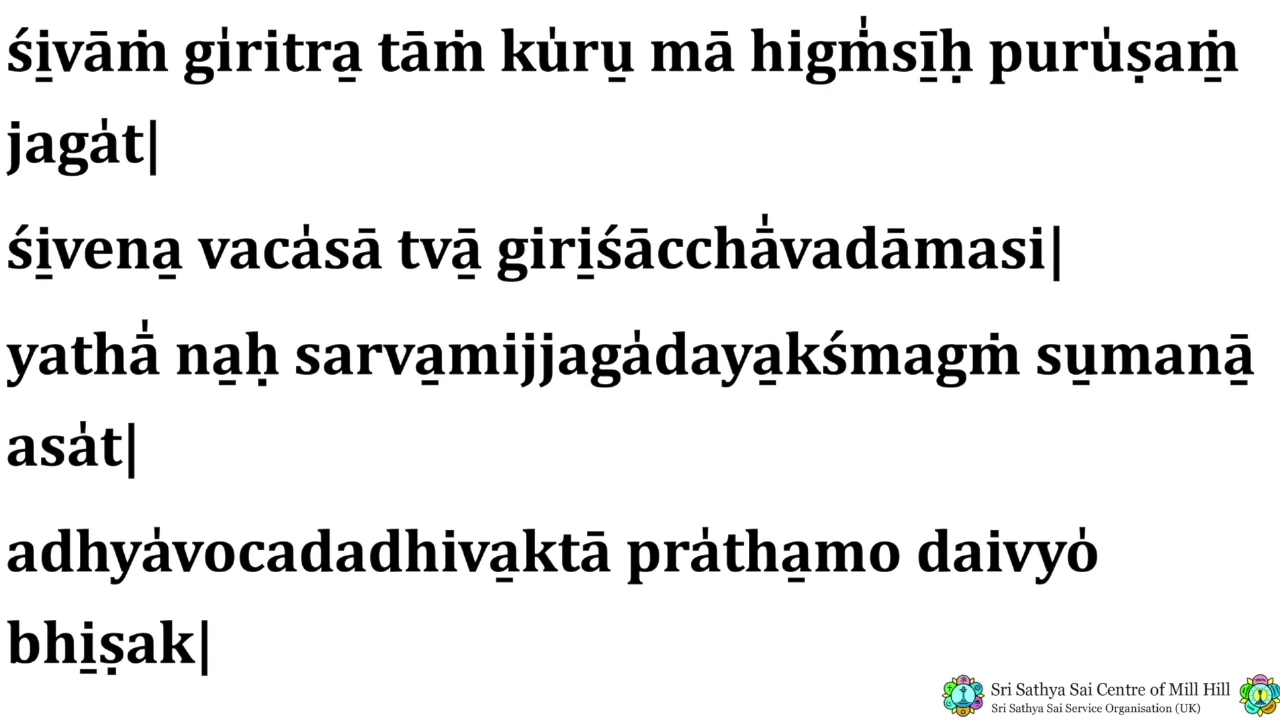 śi̱vāṁ gi̍ritra̱ tāṁ ku̍ru̱ mā higm̍̇sī̱ḥ puru̍ṣa̱ṁ
jaga̍t|
śi̱vena̱ vaca̍sā tvā̱ giri̱śācchā̍vadāmasi|
yathā̍ na̱ḥ sarva̱mijjaga̍daya̱kśmagṁ su̱manā̱
asa̍t|
adhya̍vocadadhiva̱ktā pra̍tha̱mo daivyo̍
bhi̱ṣak|
Sri Sathya Sai Centre of Mill Hill
Sri Sathya Sai Service Organisation (UK)